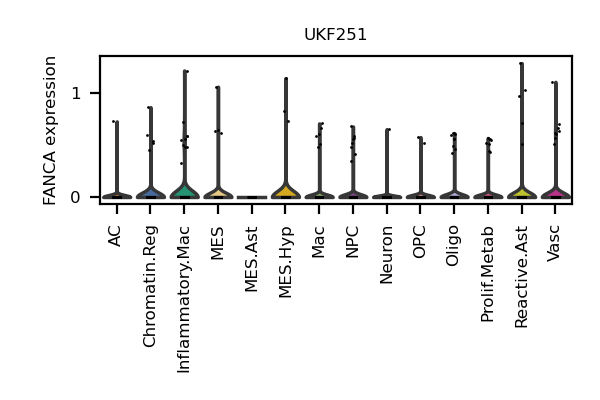 UKF251
FANCA expression
1
0
AC
Chromatin.Reg
Inflammatory.Mac
MES
MES.Ast
MES.Hyp
Mac
NPC
Neuron
OPC
Oligo
Prolif.Metab
Reactive.Ast
Vasc